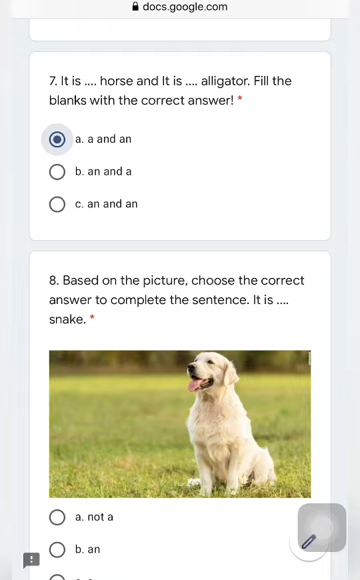 docs.google.com
7. It is .... horse and It is .... alligator. Fill the
blanks with the correct answer! *
a. a and an
b. an and a
c. an and an
8. Based on the picture, choose the correct
answer to complete the sentence. It is ....
snake. *
a. not a
b. an